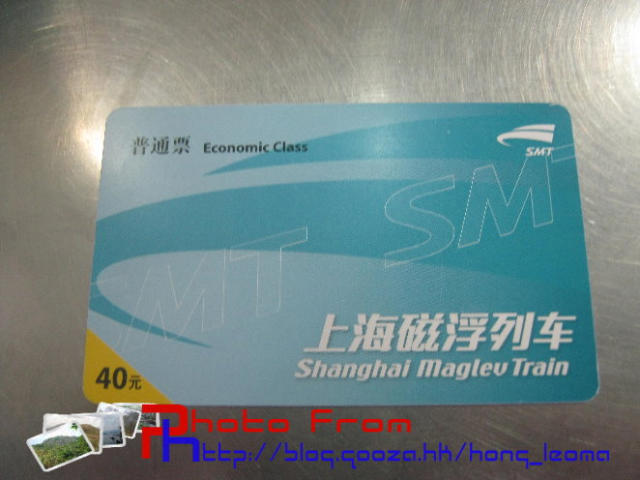 普通票 Economic Class
SMT
SMT
MT
上海磁浮列车
Shanghai Maglev Train
40元
Photo From
http://blog.qooza.hk/hong_leoma